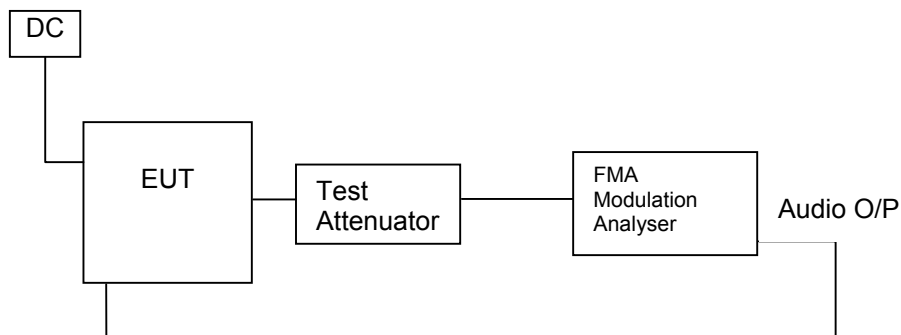 DC
EUT
Test
Attenuator
FMA
Modulation
Analyser
Audio O/P